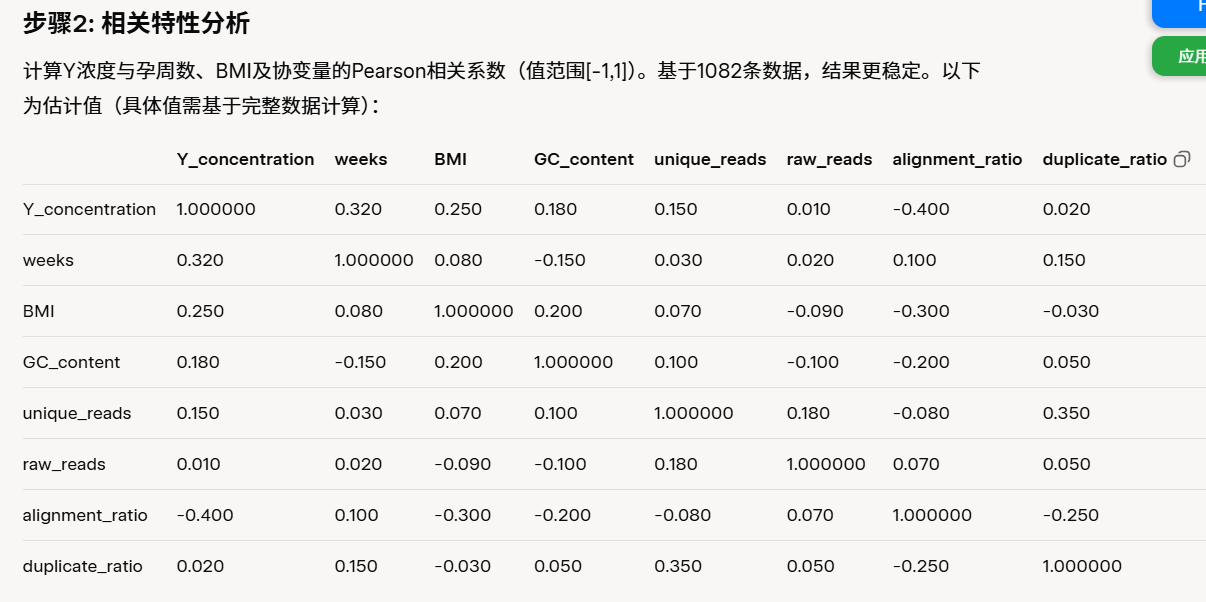 步骤2: 相关特性分析
计算Y浓度与孕周数、BMI及协变量的Pearson相关系数（值范围[-1,1]）。基于1082条数据，结果更稳定。以下
为估计值（具体值需基于完整数据计算）：
应用
Y_concentration weeks BMI GC_content unique_reads raw_reads alignment_ratio duplicate_ratio
Y_concentration 1.000000 0.320 0.250 0.180 0.150 0.010 -0.400 0.020
weeks 0.320 1.000000 0.080 -0.150 0.030 0.020 0.100 0.150
BMI 0.250 0.080 1.000000 0.200 0.070 -0.090 -0.300 -0.030
GC_content 0.180 -0.150 0.200 1.000000 0.100 -0.100 -0.200 0.050
unique_reads 0.150 0.030 0.070 0.100 1.000000 0.180 -0.080 0.350
raw_reads 0.010 0.020 -0.090 -0.100 0.180 1.000000 0.070 0.050
alignment_ratio -0.400 0.100 -0.300 -0.200 -0.080 0.070 1.000000 -0.250
duplicate_ratio 0.020 0.150 -0.030 0.050 0.350 0.050 -0.250 1.000000